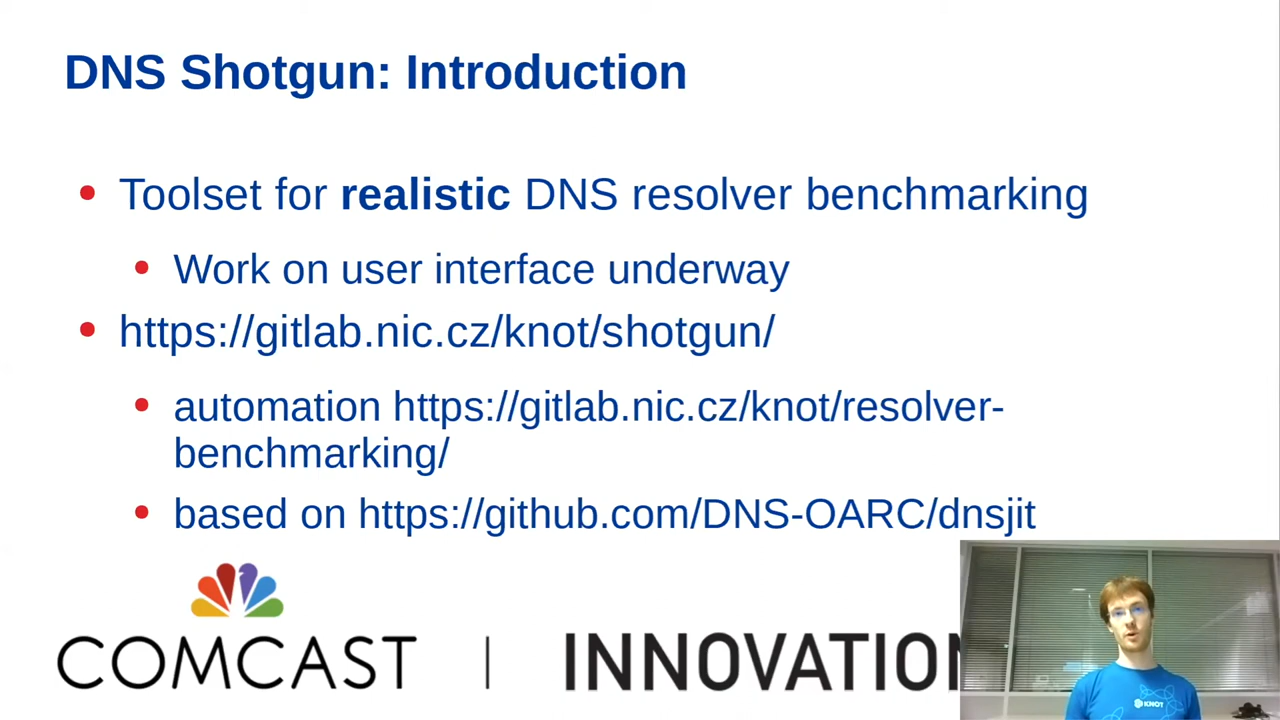 DNS Shotgun: Introduction
Toolset for realistic DNS resolver benchmarking
Work on user interface underway
https://gitlab.nic.cz/knot/shotgun/
automation https://gitlab.nic.cz/knot/resolver-
benchmarking/
based on https://github.com/DNS-OARC/dnsjit
COMCAST | INNOVATION
KNOT